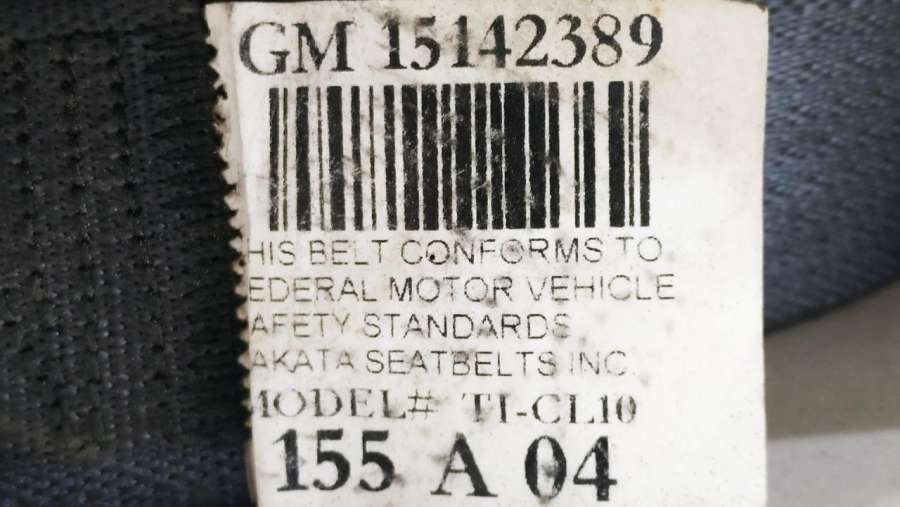 GM 15142389
HIS BELT CONFORMS TO
EDERAL MOTOR VEHICLE
AFETY STANDARDS
AKATA SEATBELTS INC.
MODEL# TI-CL10
155 A 04